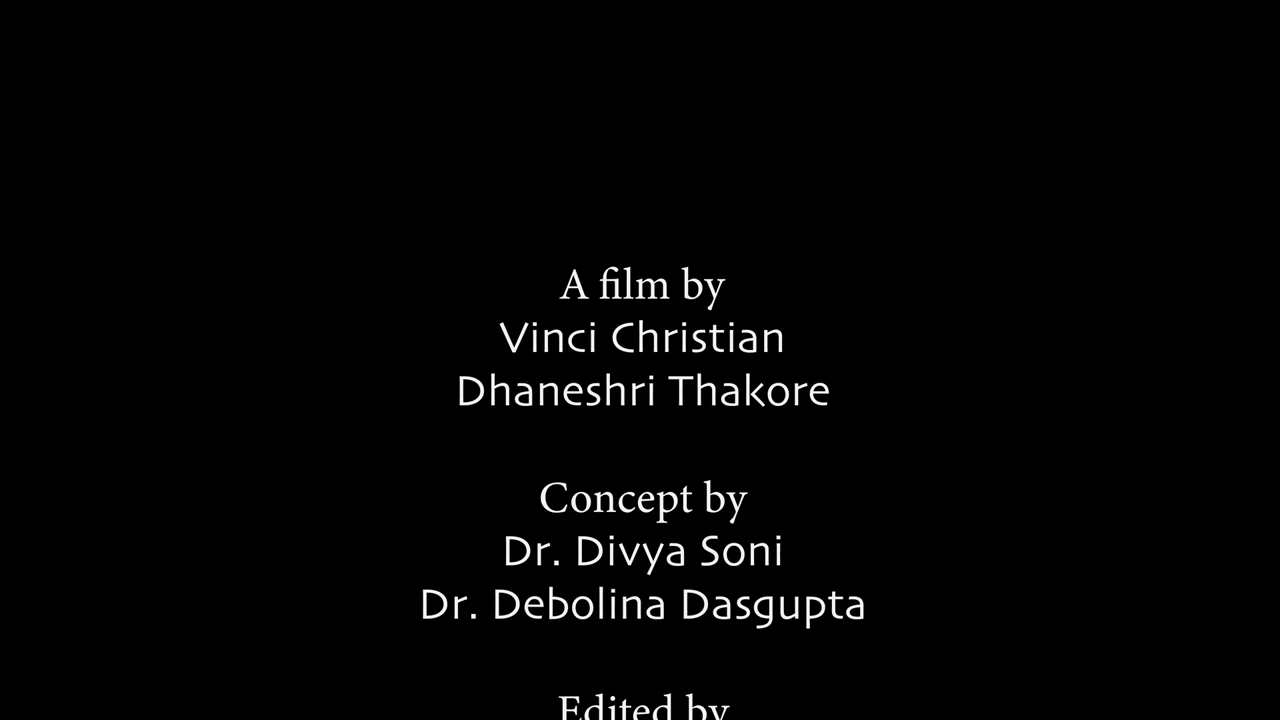 A film by
Vinci Christian
Dhaneshri Thakore
Concept by
Dr. Divya Soni
Dr. Debolina Dasgupta
Edited by